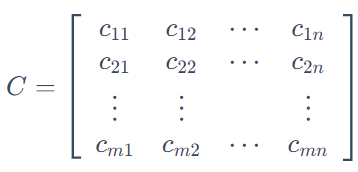 C = [ c₁₁ c₁₂ ⋯ c₁ₙ
c₂₁ c₂₂ ⋯ c₂ₙ
⋮ ⋮ ⋮
cₘ₁ cₘ₂ ⋯ cₘₙ ]